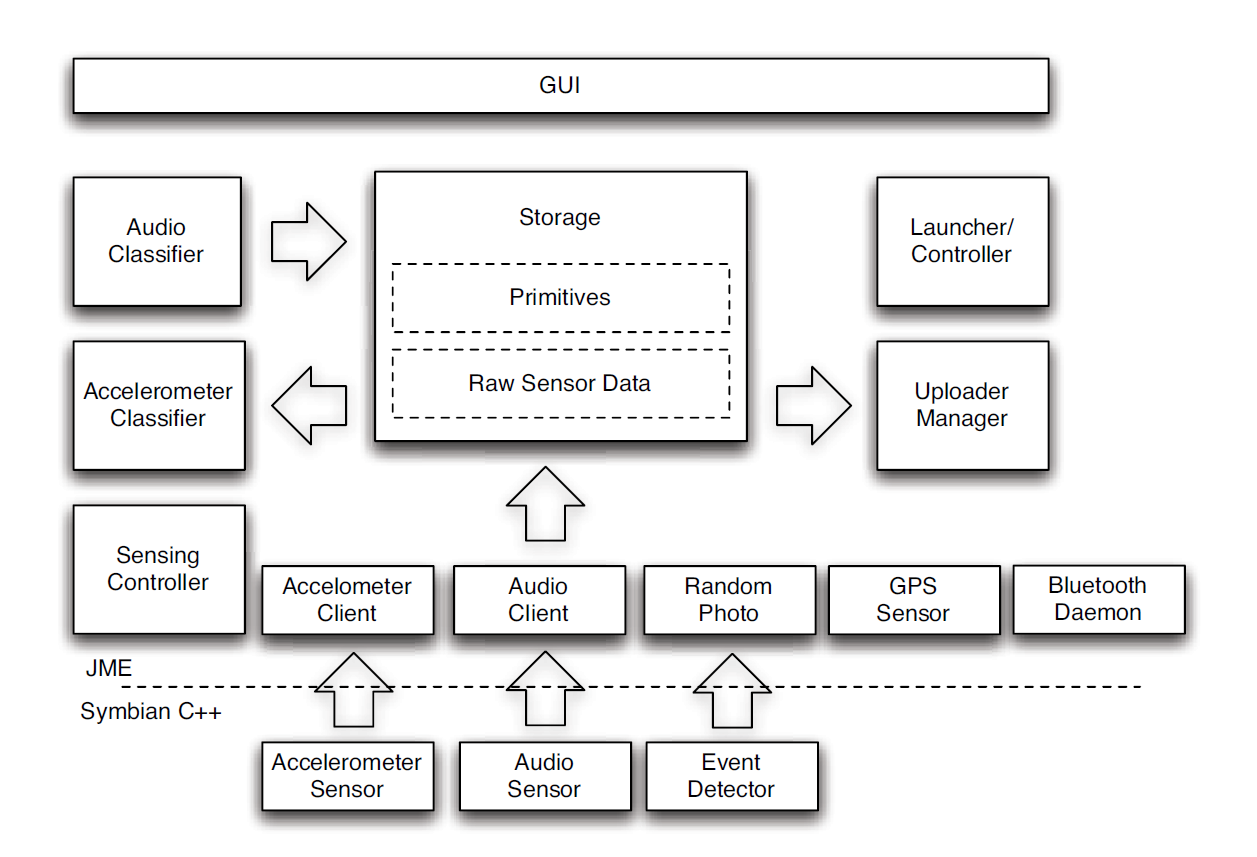 GUI
Audio
Classifier
Storage
Launcher/
Controller
Primitives
Raw Sensor Data
Accelerometer
Classifier
Uploader
Manager
Sensing
Controller
Accelometer
Client
Audio
Client
Random
Photo
GPS
Sensor
Bluetooth
Daemon
JME
Symbian C++
Accelerometer
Sensor
Audio
Sensor
Event
Detector